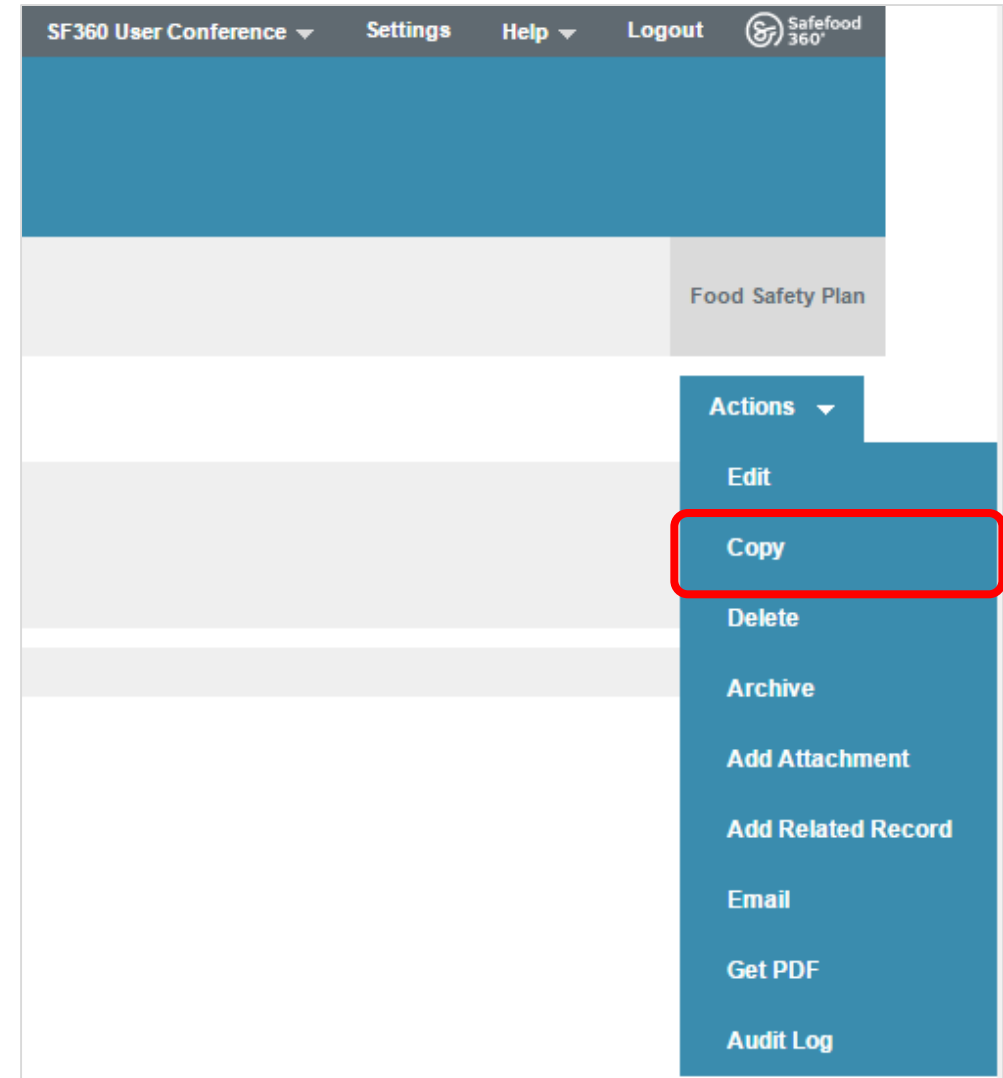 SF360 User Conference Settings Help Logout Safefood
360°
Food Safety Plan
Actions
Edit
Copy
Delete
Archive
Add Attachment
Add Related Record
Email
Get PDF
Audit Log